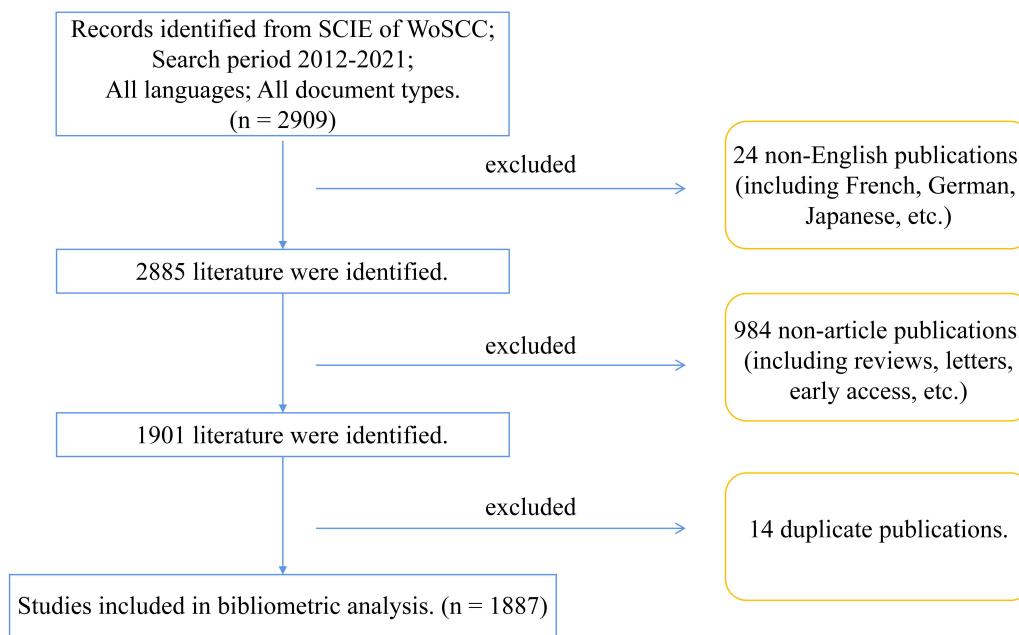 Records identified from SCIE of WoSCC;
Search period 2012-2021;
All languages; All document types.
(n = 2909)
excluded
24 non-English publications
(including French, German,
Japanese, etc.)
2885 literature were identified.
excluded
984 non-article publications
(including reviews, letters,
early access, etc.)
1901 literature were identified.
excluded
14 duplicate publications.
Studies included in bibliometric analysis. (n = 1887)